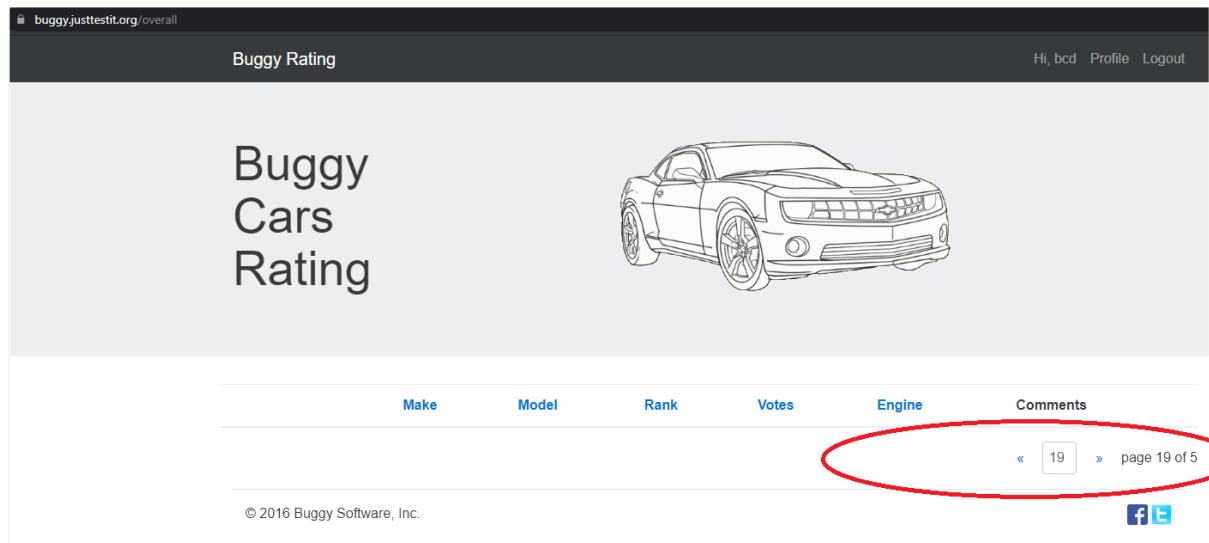 buggy.justtestit.org/overall
Buggy Rating Hi, bcd Profile Logout
Buggy
Cars
Rating
Make Model Rank Votes Engine Comments
« 19 » page 19 of 5
© 2016 Buggy Software, Inc.